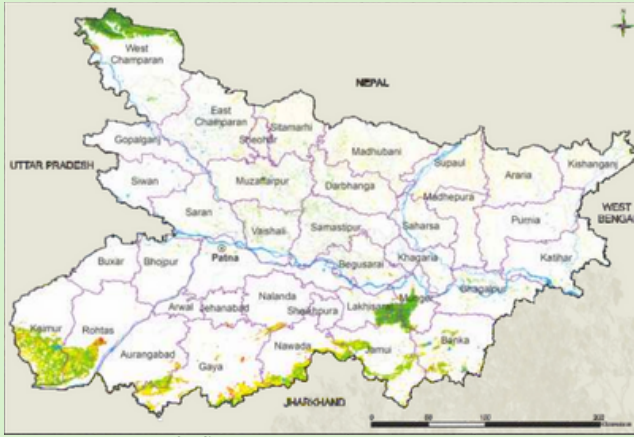 West
Champaran
NEPAL
East
Champaran
Sitamarhi
Sheohar
Gopalganj
Madhubani
Supaul
Araria
Kishanganj
UTTAR PRADESH
Siwan
Muzaffarpur
Darbhanga
Madhepura
WEST
BENGAL
Saran
Vaishali
Samastipur
Saharsa
Purnia
Patna
Begusarai
Khagaria
Katihar
Buxar
Bhojpur
Nalanda
Arwal
Jehanabad
Sheikhpura
Lakhisarai
Kaimur
Rohtas
Aurangabad
Gaya
Nawada
Jamui
Banka
JHARKHAND